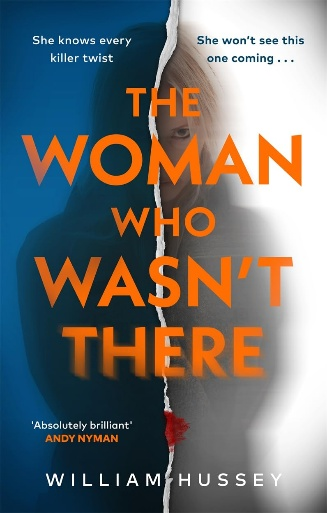 She knows every
killer twist
She won't see this
one coming . . .
THE
WOMAN
WHO
WASN'T
THERE
'Absolutely brilliant'
ANDY NYMAN
WILLIAM HUSSEY